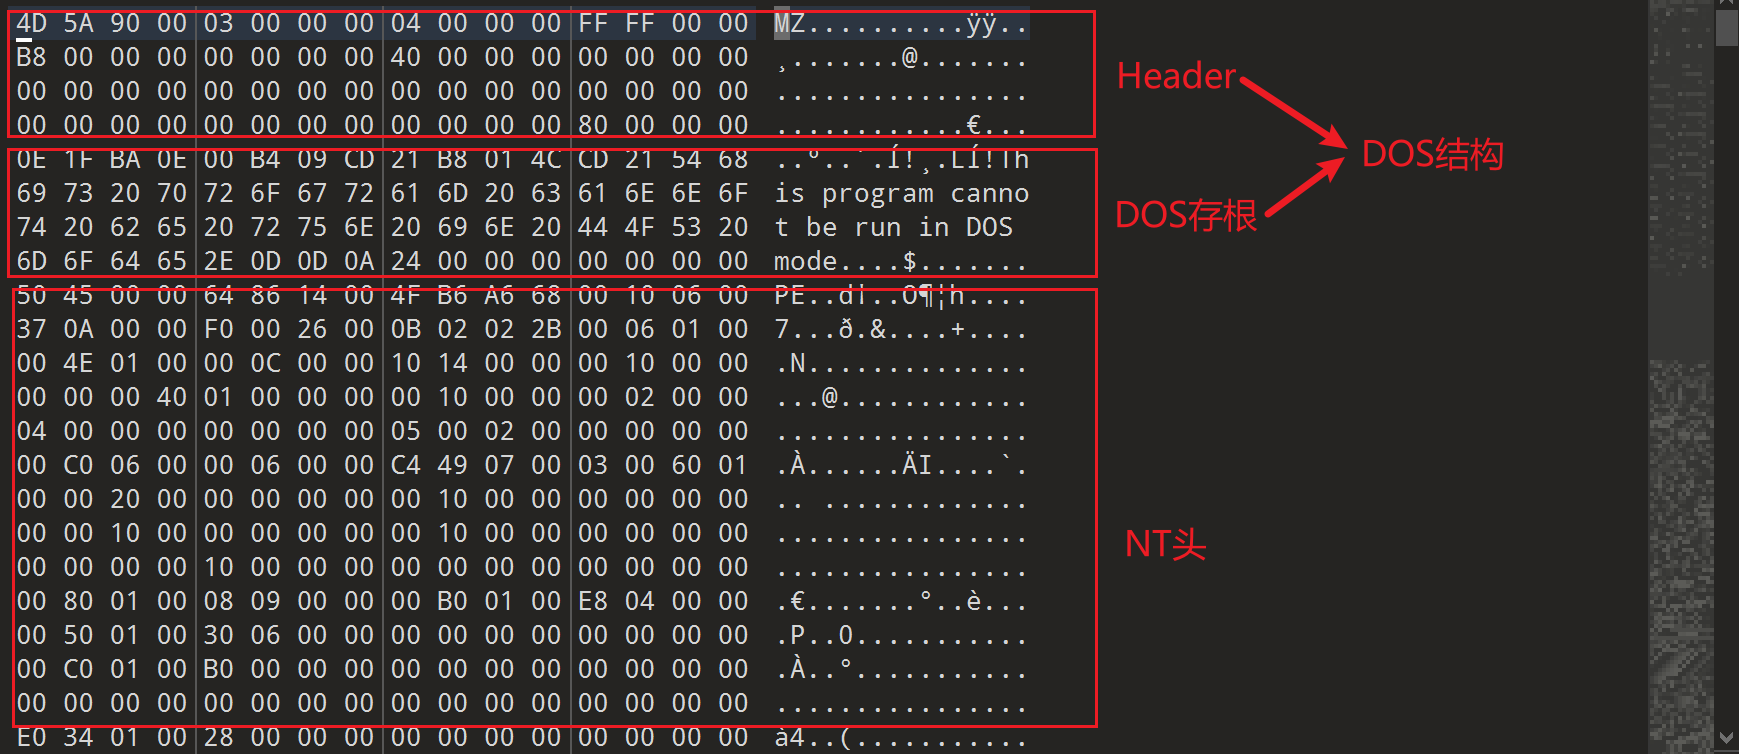 4D 5A 90 00 03 00 00 00 04 00 00 00 FF FF 00 00 MZ..........ÿÿ..
B8 00 00 00 00 00 00 00 40 00 00 00 00 00 00 00 ¸.......@.......
00 00 00 00 00 00 00 00 00 00 00 00 00 00 00 00 ................
00 00 00 00 00 00 00 00 00 00 00 00 80 00 00 00 ............€...
Header
0E 1F BA 0E 00 B4 09 CD 21 B8 01 4C CD 21 54 68 ..º..´.Í!¸.LÍ!Th
69 73 20 70 72 6F 67 72 61 6D 20 63 61 6E 6E 6F is program canno
74 20 62 65 20 72 75 6E 20 69 6E 20 44 4F 53 20 t be run in DOS
6D 6F 64 65 2E 0D 0D 0A 24 00 00 00 00 00 00 00 mode....$.......
DOS存根
DOS结构
50 45 00 00 64 86 14 00 4F B6 A6 68 00 10 06 00 PE..d†..O¶¦h....
37 0A 00 00 F0 00 26 00 0B 02 02 2B 00 06 01 00 7...ð.&....+....
00 4E 01 00 00 0C 00 00 10 14 00 00 00 10 00 00 .N..............
00 00 00 40 01 00 00 00 00 10 00 00 00 02 00 00 ...@............
04 00 00 00 00 00 00 00 05 00 02 00 00 00 00 00 ................
00 C0 06 00 00 06 00 00 C4 49 07 00 03 00 60 01 .À......ÄI....`.
00 00 20 00 00 00 00 00 00 10 00 00 00 00 00 00 .. .............
00 00 10 00 00 00 00 00 00 10 00 00 00 00 00 00 ................
00 00 00 00 10 00 00 00 00 00 00 00 00 00 00 00 ................
00 80 01 00 08 09 00 00 00 B0 01 00 E8 04 00 00 .€.......°..è...
00 50 01 00 30 06 00 00 00 00 00 00 00 00 00 00 .P..0...........
00 C0 01 00 B0 00 00 00 00 00 00 00 00 00 00 00 .À..°...........
00 00 00 00 00 00 00 00 00 00 00 00 00 00 00 00 ................
NT头
E0 34 01 00 28 00 00 00 00 00 00 00 00 00 00 00 à4..(...........